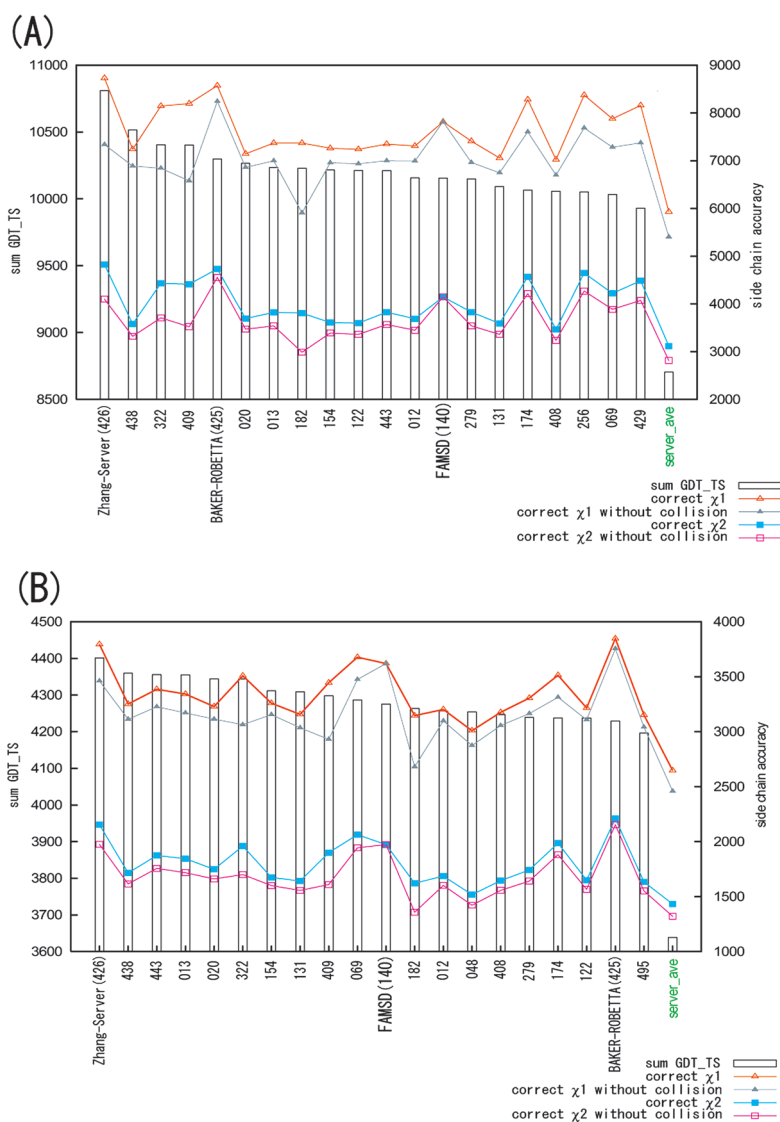 (A)
11000
10500
10000
9500
9000
8500
sum GDT_TS
9000
8000
7000
6000
5000
4000
3000
2000
side chain accuracy
Zhang-Server(426)
438
322
409
BAKER-ROBETTA(425)
020
013
182
154
122
443
012
FAMSD(140)
279
131
174
408
256
069
429
server_ave
sum GDT_TS
correct χ1
correct χ1 without collision
correct χ2
correct χ2 without collision
(B)
4500
4400
4300
4200
4100
4000
3900
3800
3700
3600
sum GDT_TS
4000
3500
3000
2500
2000
1500
1000
side chain accuracy
Zhang-Server(426)
438
443
013
020
322
154
131
409
069
FAMSD(140)
182
012
048
408
279
174
122
BAKER-ROBETTA(425)
495
server_ave
sum GDT_TS
correct χ1
correct χ1 without collision
correct χ2
correct χ2 without collision